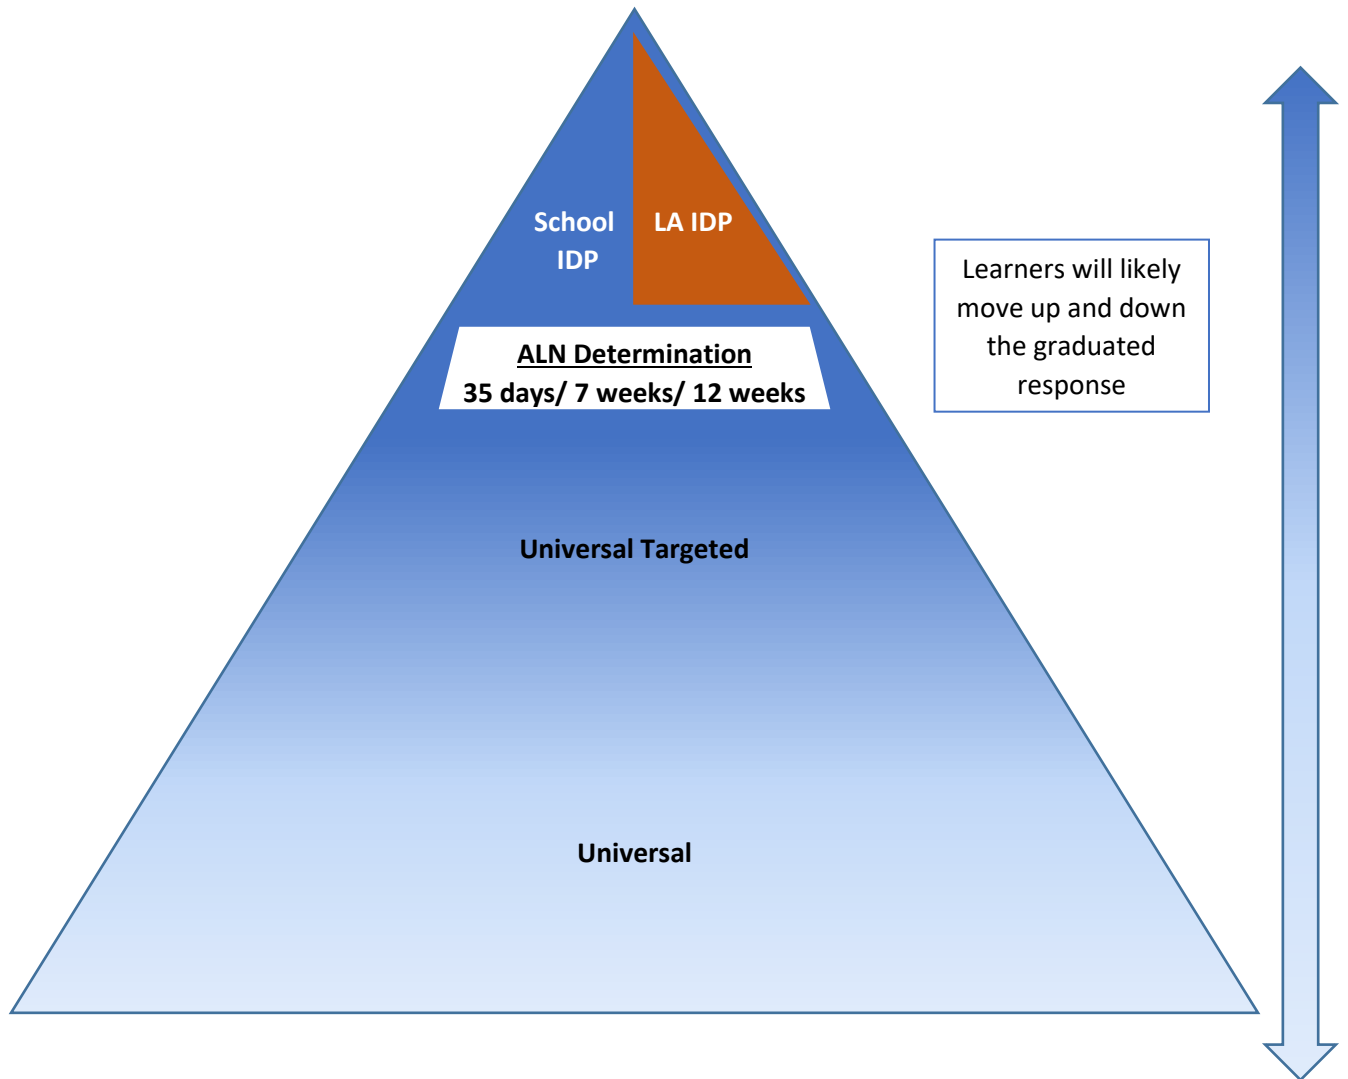 School
IDP
LA IDP
ALN Determination
35 days/ 7 weeks/ 12 weeks
Learners will likely
move up and down
the graduated
response
Universal Targeted
Universal